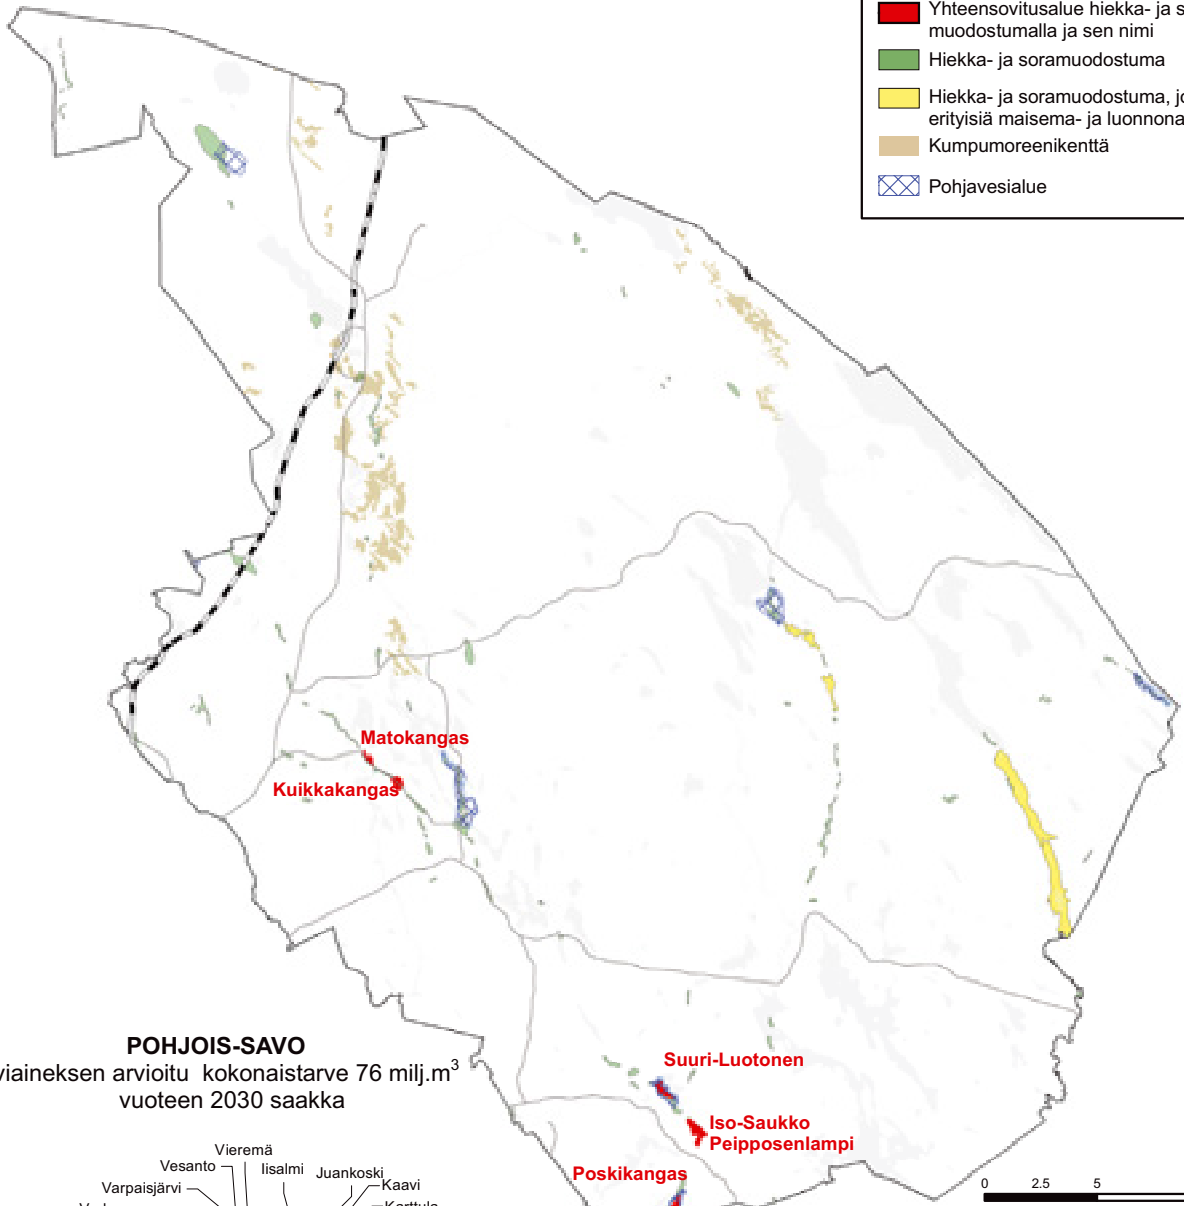 Yhteensovitusalue hiekka- ja s
muodostumalla ja sen nimi
Hiekka- ja soramuodostuma
Hiekka- ja soramuodostuma, jo
erityisiä maisema- ja luonnona
Kumpumoreenikenttä
Pohjavesialue
Matokangas
Kuikkakangas
Suuri-Luotonen
Iso-Saukko
Peipposenlampi
Poskikangas
POHJOIS-SAVO
viaineksen arvioitu kokonaistarve 76 milj.m³
vuoteen 2030 saakka
Vieremä
Vesanto
Iisalmi
Juankoski
Varpaisjärvi
Kaavi
Karttula
0 2.5 5